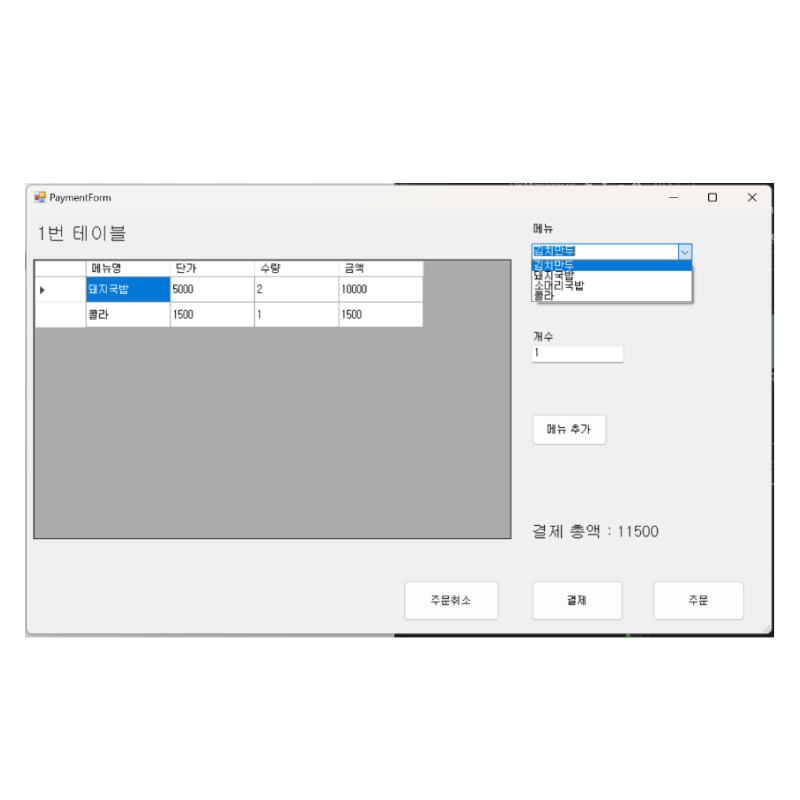 PaymentForm
1번 테이블
메뉴명 단가 수량 금액
돼지국밥 5000 2 10000
콜라 1500 1 1500
메뉴
김치만두
김치만두
돼지국밥
소머리국밥
콜라
개수
1
메뉴 추가
결제 총액 : 11500
주문취소 결제 주문